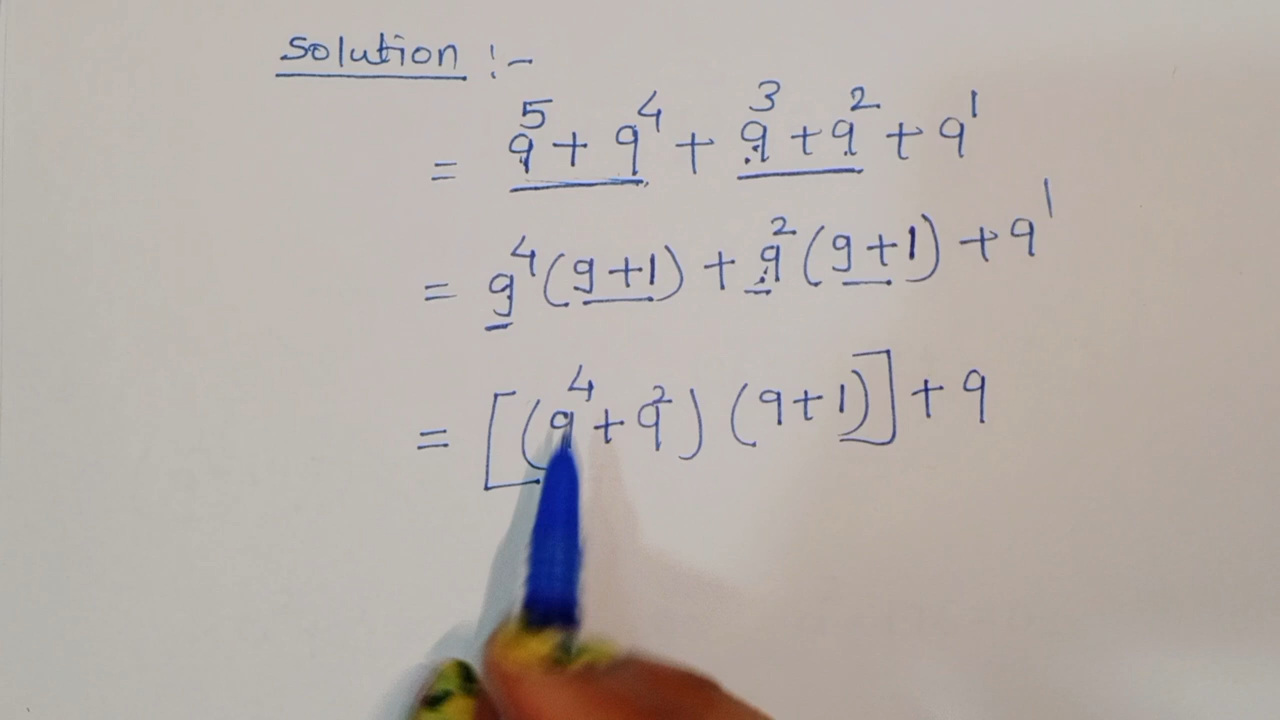 Solution :-
= 9⁵ + 9⁴ + 9³ + 9² + 9¹
= 9⁴(9+1) + 9²(9+1) + 9¹
= [(9⁴ + 9²) (9+1)] + 9